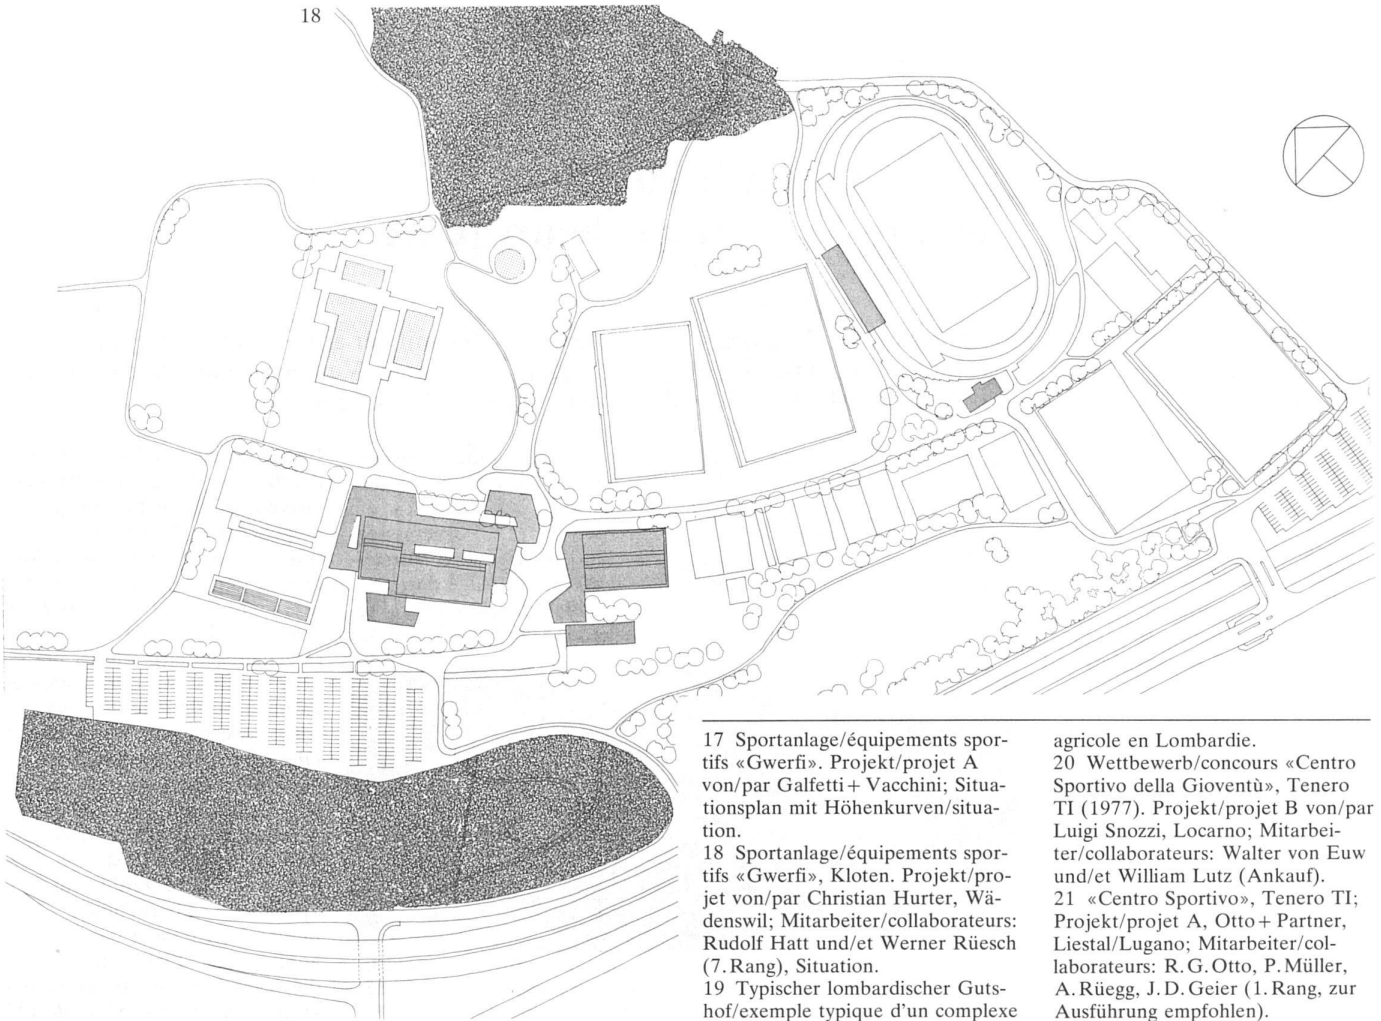 18
17 Sportanlage/équipements spor-
tifs «Gwerfi». Projekt/projet A
von/par Galfetti + Vacchini; Situa-
tionsplan mit Höhenkurven/situa-
tion.
18 Sportanlage/équipements spor-
tifs «Gwerfi», Kloten. Projekt/pro-
jet von/par Christian Hurter, Wä-
denswil; Mitarbeiter/collaborateurs:
Rudolf Hatt und/et Werner Rüesch
(7. Rang), Situation.
19 Typischer lombardischer Guts-
hof/exemple typique d'un complexe
agricole en Lombardie.
20 Wettbewerb/concours «Centro
Sportivo della Gioventù», Tenero
TI (1977). Projekt/projet B von/par
Luigi Snozzi, Locarno; Mitarbei-
ter/collaborateurs: Walter von Euw
und/et William Lutz (Ankauf).
21 «Centro Sportivo», Tenero TI;
Projekt/projet A, Otto + Partner,
Liestal/Lugano; Mitarbeiter/col-
laborateurs: R. G. Otto, P. Müller,
A. Rüegg, J. D. Geier (1. Rang, zur
Ausführung empfohlen).